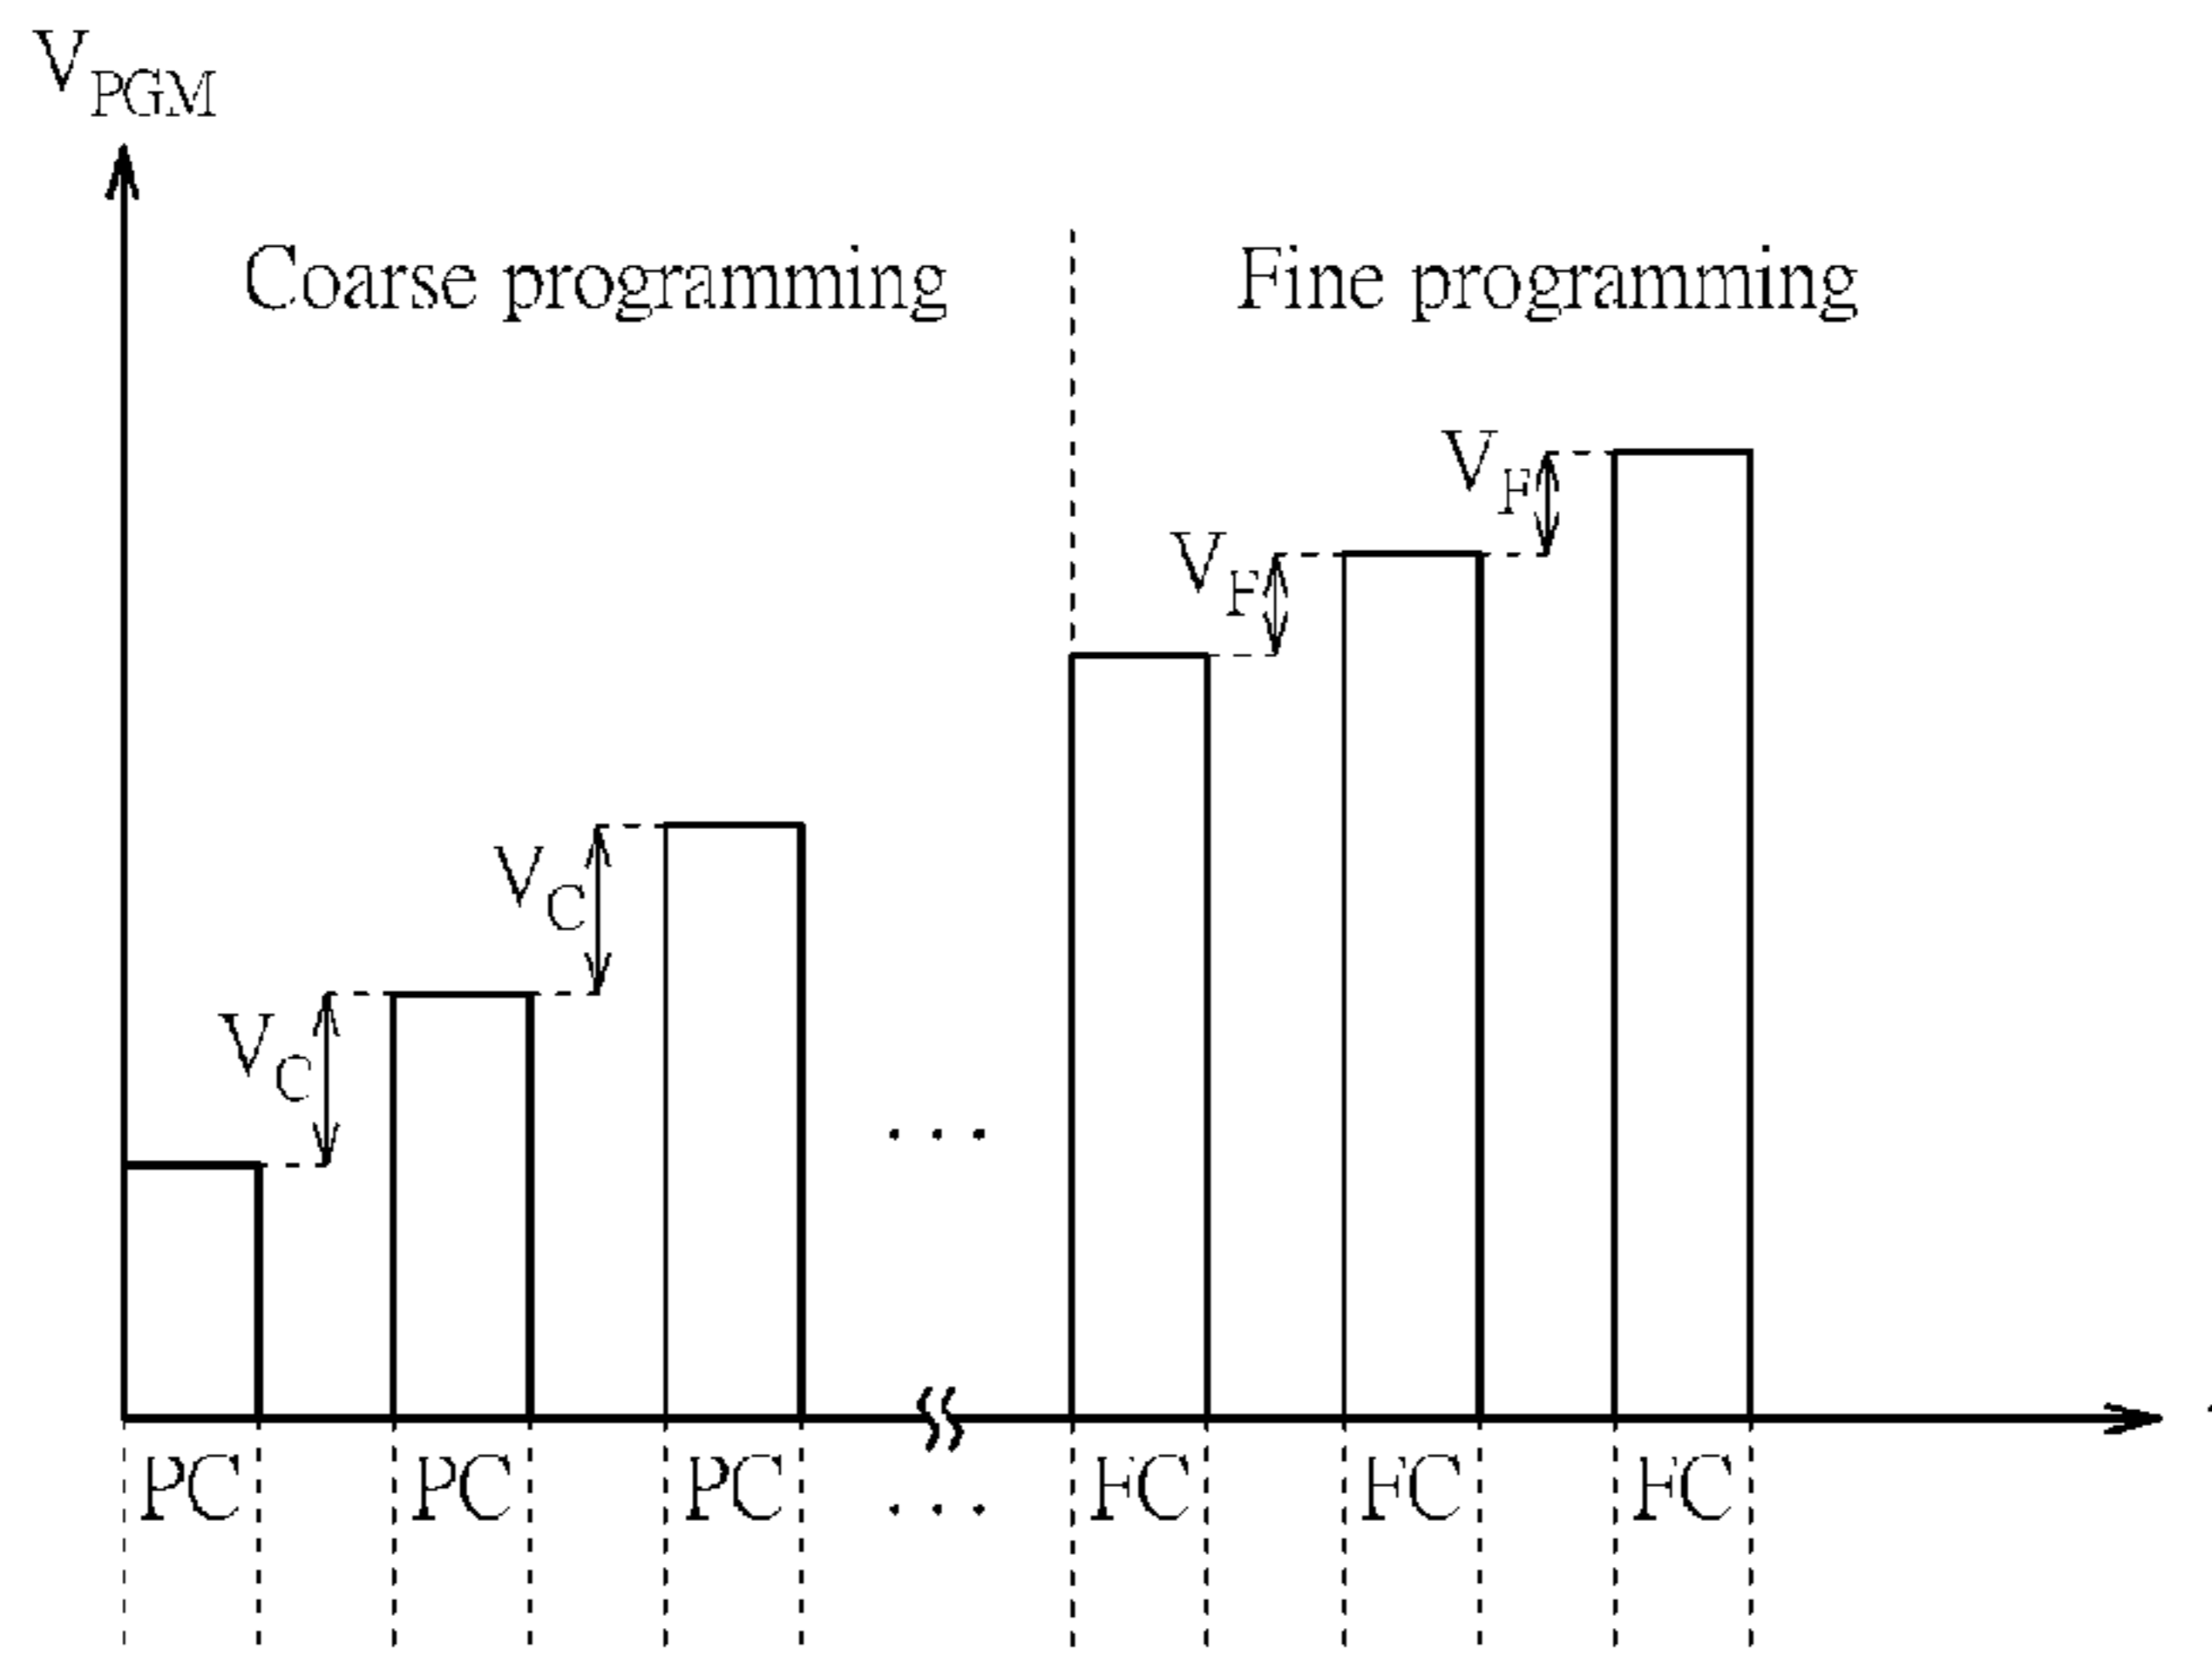 VPGM
Coarse programming
Fine programming
VF
VF
VC
VC
...
PC PC PC ... FC FC FC